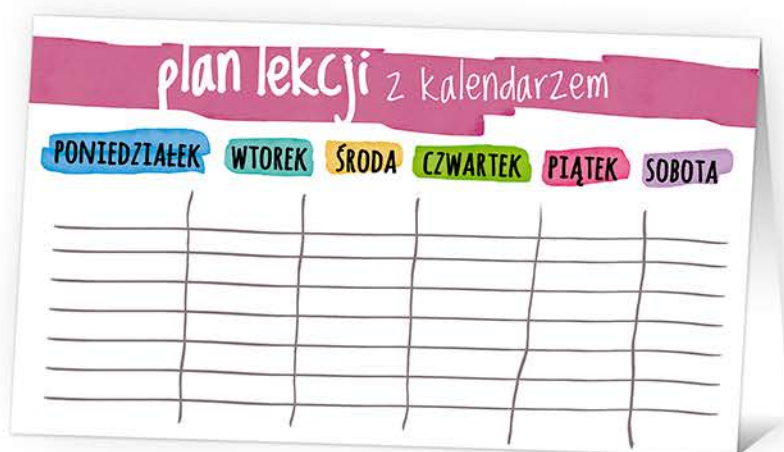 plan lekcji z kalendarzem
PONIEDZIAŁEK WTOREK ŚRODA CZWARTEK PIĄTEK SOBOTA